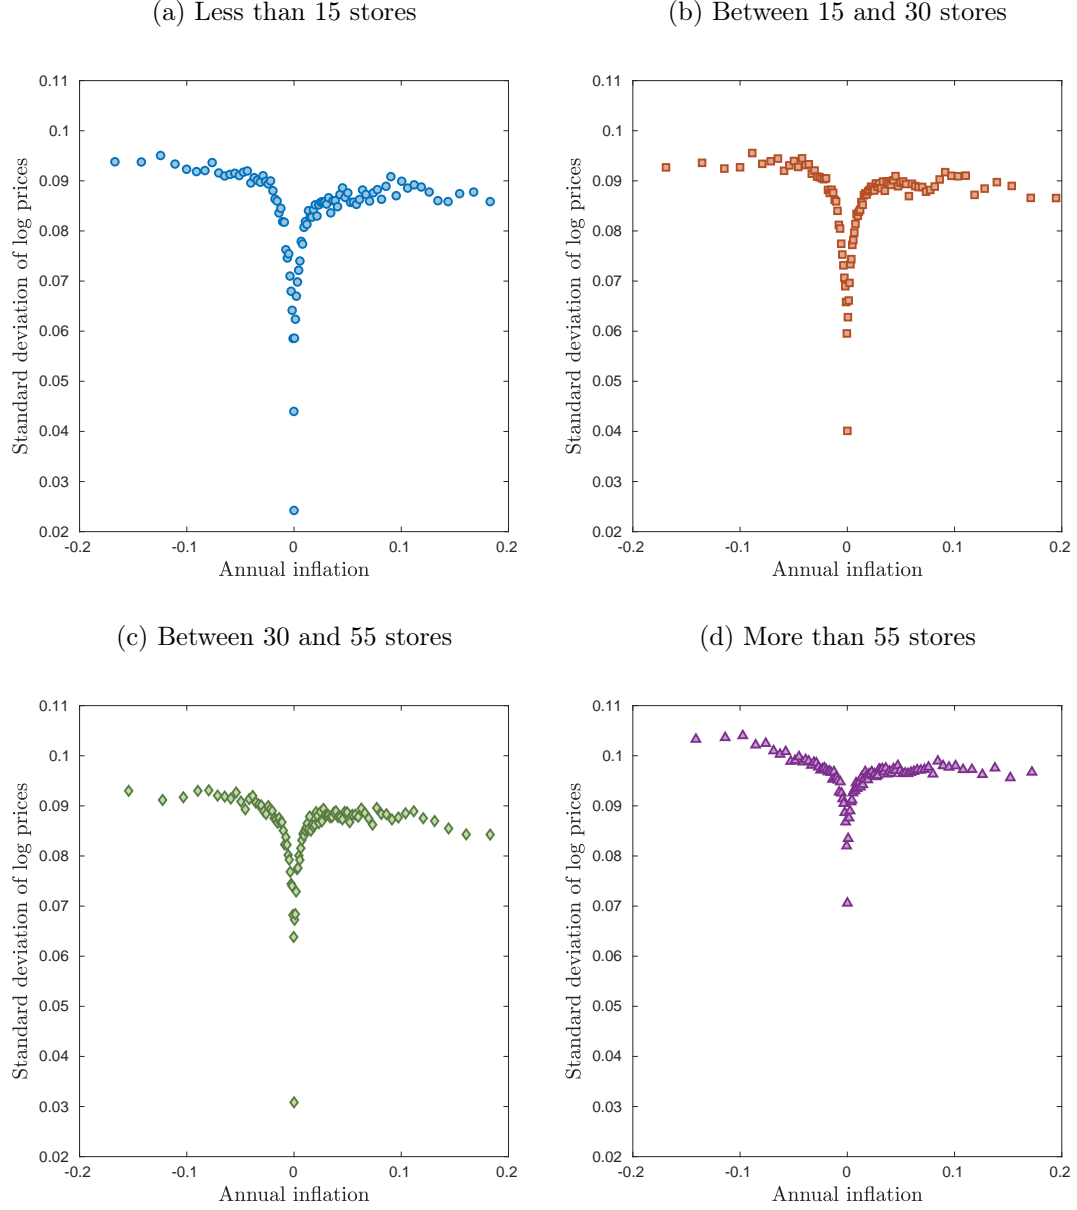 (a) Less than 15 stores
(b) Between 15 and 30 stores
Standard deviation of log prices
0.11
0.1
0.09
0.08
0.07
0.06
0.05
0.04
0.03
0.02
-0.2 -0.1 0 0.1 0.2
Annual inflation
Standard deviation of log prices
0.11
0.1
0.09
0.08
0.07
0.06
0.05
0.04
0.03
0.02
-0.2 -0.1 0 0.1 0.2
Annual inflation
(c) Between 30 and 55 stores
(d) More than 55 stores
Standard deviation of log prices
0.11
0.1
0.09
0.08
0.07
0.06
0.05
0.04
0.03
0.02
-0.2 -0.1 0 0.1 0.2
Annual inflation
Standard deviation of log prices
0.11
0.1
0.09
0.08
0.07
0.06
0.05
0.04
0.03
0.02
-0.2 -0.1 0 0.1 0.2
Annual inflation